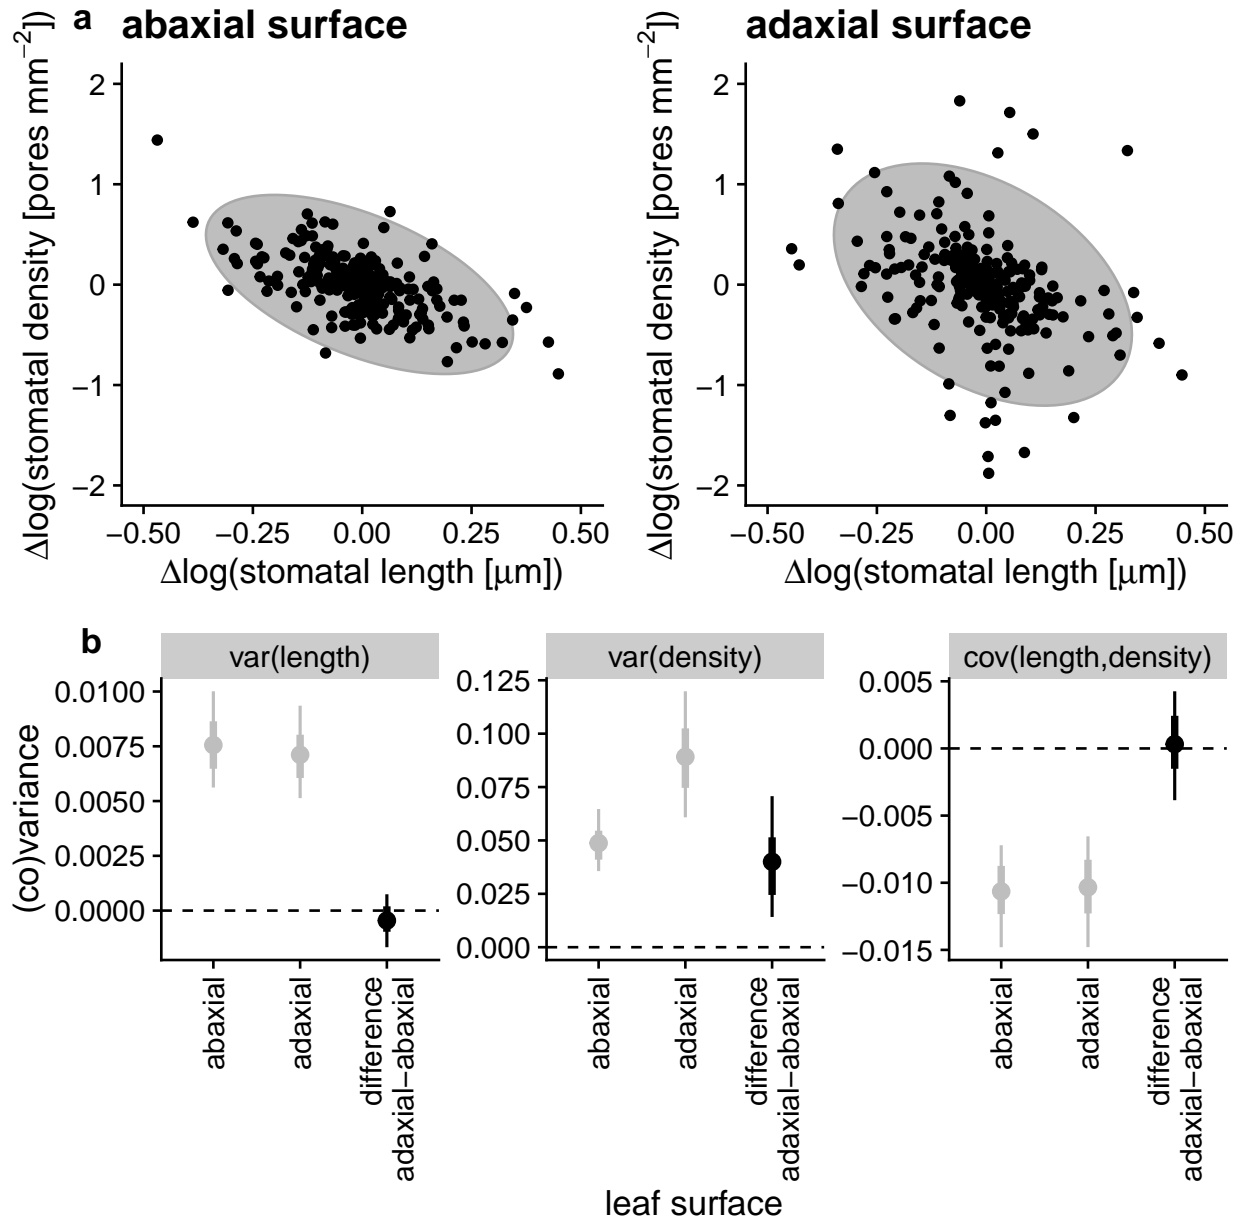 a
abaxial surface
adaxial surface
Δlog(stomatal density [pores mm⁻²])
2
1
0
−1
−2
−0.50 −0.25 0.00 0.25 0.50
Δlog(stomatal length [μm])
Δlog(stomatal density [pores mm⁻²])
2
1
0
−1
−2
−0.50 −0.25 0.00 0.25 0.50
Δlog(stomatal length [μm])
b
(co)variance
var(length)
0.0100
0.0075
0.0050
0.0025
0.0000
abaxial
adaxial
difference
adaxial−abaxial
var(density)
0.125
0.100
0.075
0.050
0.025
0.000
abaxial
adaxial
difference
adaxial−abaxial
cov(length,density)
0.005
0.000
−0.005
−0.010
−0.015
abaxial
adaxial
difference
adaxial−abaxial
leaf surface